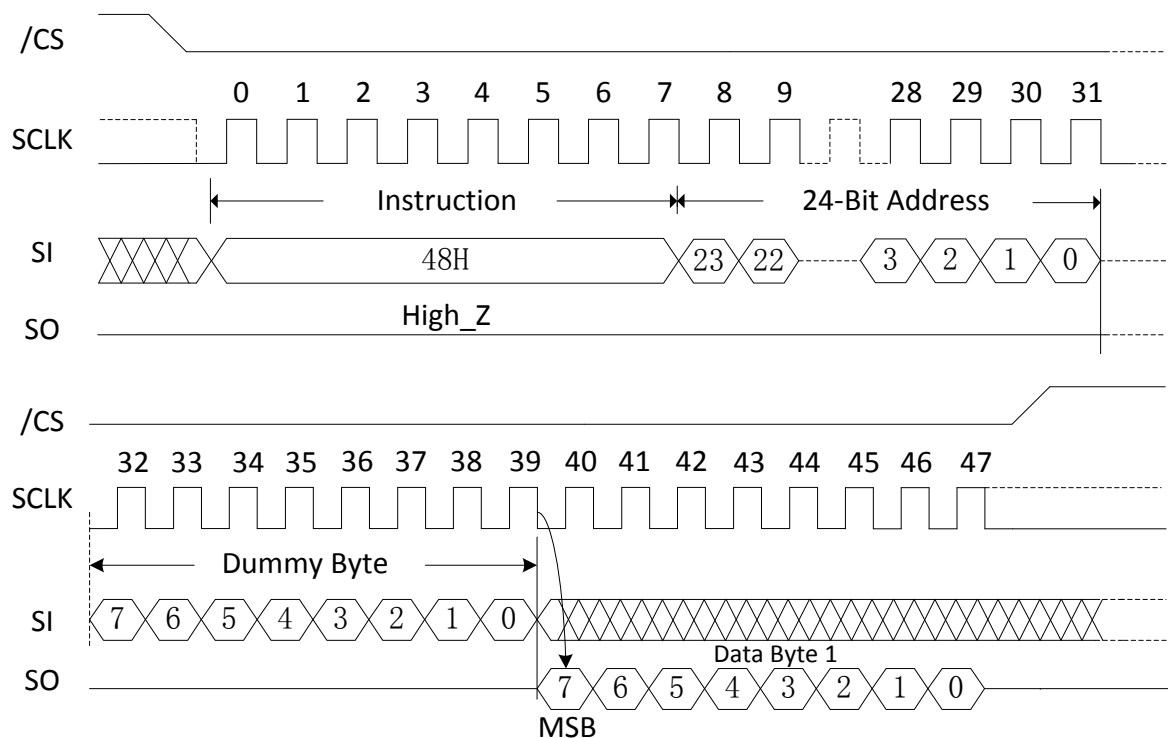 /CS
0 1 2 3 4 5 6 7 8 9 28 29 30 31
SCLK
Instruction 24-Bit Address
SI 48H 23 22 3 2 1 0
High_Z
SO
/CS
32 33 34 35 36 37 38 39 40 41 42 43 44 45 46 47
SCLK
Dummy Byte
SI 7 6 5 4 3 2 1 0
Data Byte 1
SO 7 6 5 4 3 2 1 0
MSB